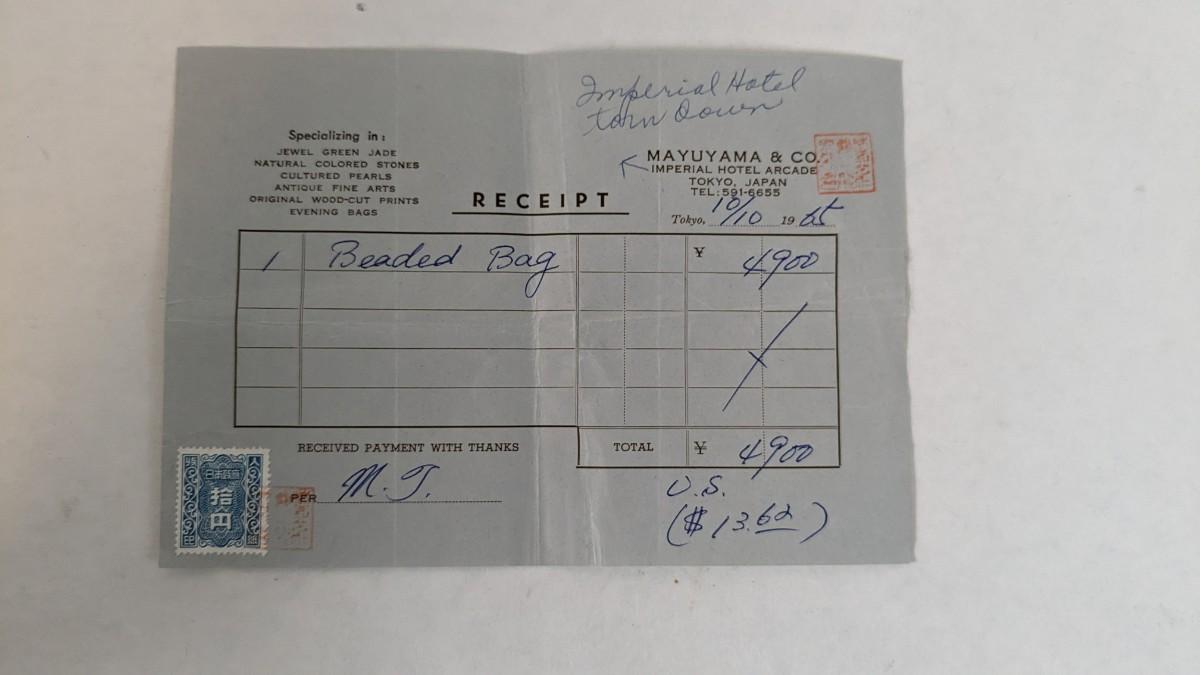 Imperial Hotel
torn down
Specializing in :
JEWEL GREEN JADE
NATURAL COLORED STONES
CULTURED PEARLS
ANTIQUE FINE ARTS
ORIGINAL WOOD-CUT PRINTS
EVENING BAGS
RECEIPT
MAYUYAMA & CO.
IMPERIAL HOTEL ARCADE
TOKYO, JAPAN
TEL: 591-6655
Tokyo, 10/10 1965
1 Beaded Bag ¥ 4900
RECEIVED PAYMENT WITH THANKS TOTAL ¥ 4900
PER M.T.
U.S.
($ 13.62)
拾
円